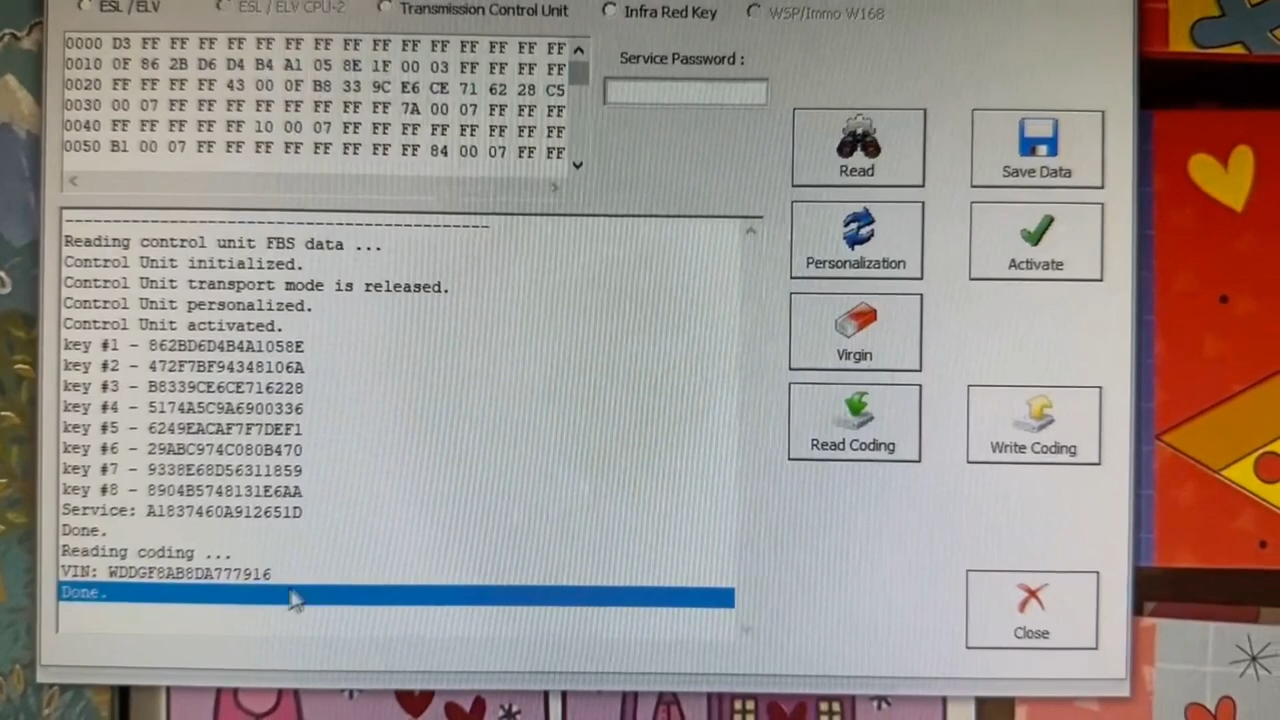 ESL / ELV
ESL / ELV CPU-2
Transmission Control Unit
Infra Red Key
WSP/Immo W168
0000 D3 FF FF FF FF FF FF FF FF FF FF FF FF FF FF FF
0010 0F 86 2B D6 D4 B4 A1 05 8E 1F 00 03 FF FF FF FF
0020 FF FF FF 43 00 0F B8 33 9C E6 CE 71 62 28 C5
0030 00 07 FF FF FF FF FF FF FF 7A 00 07 FF FF FF FF
0040 FF FF FF FF FF 10 00 07 FF FF FF FF FF FF FF FF
0050 B1 00 07 FF FF FF FF FF FF FF FF 84 00 07 FF FF
Service Password :
Read
Save Data
Personalization
Activate
Virgin
Read Coding
Write Coding
Close
------------------------------------------------
Reading control unit FBS data ...
Control Unit initialized.
Control Unit transport mode is released.
Control Unit personalized.
Control Unit activated.
key #1 - 862BD6D4B4A1058E
key #2 - 472F7BF94348106A
key #3 - B8339CE6CE716228
key #4 - 5174A5C9A6900336
key #5 - 6249EACAF7F7DEF1
key #6 - 29ABC974C080B470
key #7 - 9338E68D56311859
key #8 - 8904B5748131E6AA
Service: A1837460A912651D
Done.
Reading coding ...
VIN: WDDGF8AB8DA777916
Done.